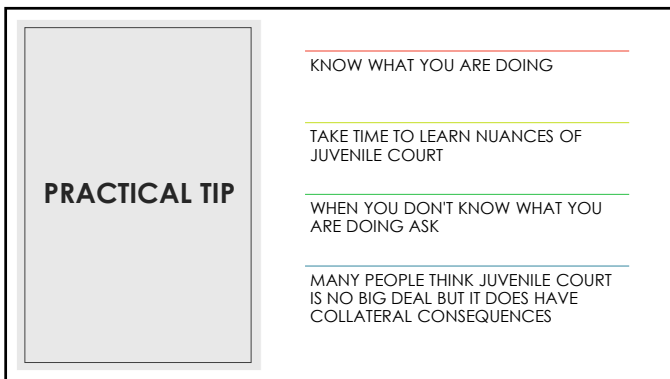 PRACTICAL TIP
KNOW WHAT YOU ARE DOING
TAKE TIME TO LEARN NUANCES OF
JUVENILE COURT
WHEN YOU DON'T KNOW WHAT YOU
ARE DOING ASK
MANY PEOPLE THINK JUVENILE COURT
IS NO BIG DEAL BUT IT DOES HAVE
COLLATERAL CONSEQUENCES